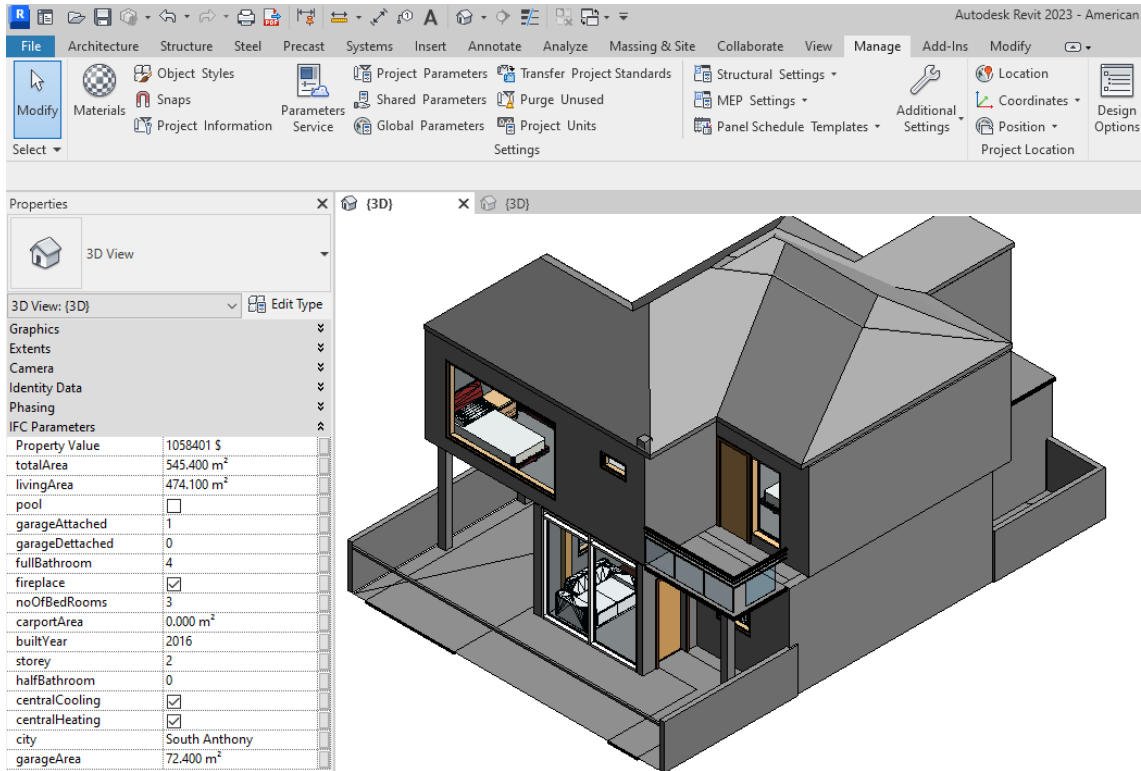 Autodesk Revit 2023 - American
File Architecture Structure Steel Precast Systems Insert Annotate Analyze Massing & Site Collaborate View Manage Add-Ins Modify
Modify
Materials
Object Styles
Snaps
Project Information
Parameters Service
Project Parameters
Shared Parameters
Global Parameters
Transfer Project Standards
Purge Unused
Project Units
Structural Settings
MEP Settings
Panel Schedule Templates
Additional Settings
Location
Coordinates
Position
Design Options
Select
Settings
Project Location
Properties
{3D}
{3D}
3D View
3D View: {3D}
Edit Type
Graphics
Extents
Camera
Identity Data
Phasing
IFC Parameters
Property Value 1058401 $
totalArea 545.400 m²
livingArea 474.100 m²
pool
garageAttached 1
garageDettached 0
fullBathroom 4
fireplace
noOfBedRooms 3
carportArea 0.000 m²
builtYear 2016
storey 2
halfBathroom 0
centralCooling
centralHeating
city South Anthony
garageArea 72.400 m²